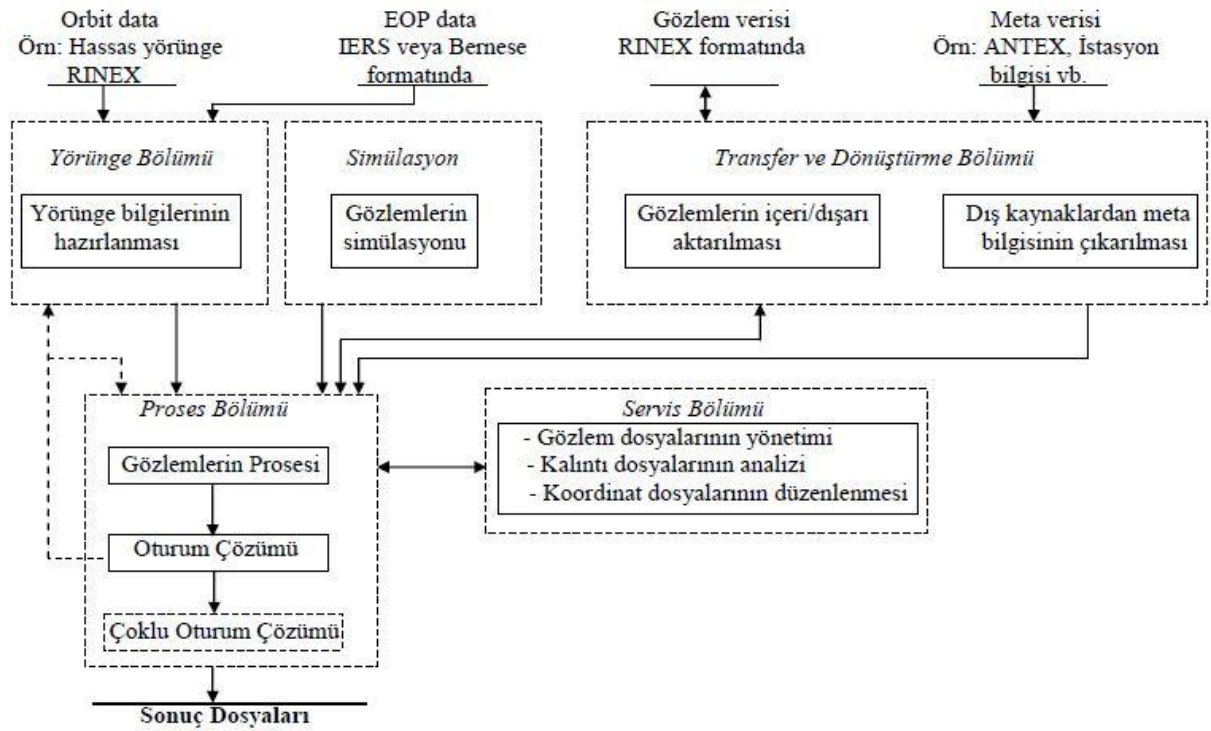 Orbit data
Örn: Hassas yörünge
RINEX
EOP data
IERS veya Bernese
formatında
Gözlem verisi
RINEX formatında
Meta verisi
Örn: ANTEX, İstasyon
bilgisi vb.
Yörünge Bölümü
Yörünge bilgilerinin
hazırlanması
Simülasyon
Gözlemlerin
simülasyonu
Transfer ve Dönüştürme Bölümü
Gözlemlerin içeri/dışarı
aktarılması
Dış kaynaklardan meta
bilgisinin çıkarılması
Proses Bölümü
Gözlemlerin Prosesi
Oturum Çözümü
Çoklu Oturum Çözümü
Servis Bölümü
- Gözlem dosyalarının yönetimi
- Kalıntı dosyalarının analizi
- Koordinat dosyalarının düzenlenmesi
Sonuç Dosyaları